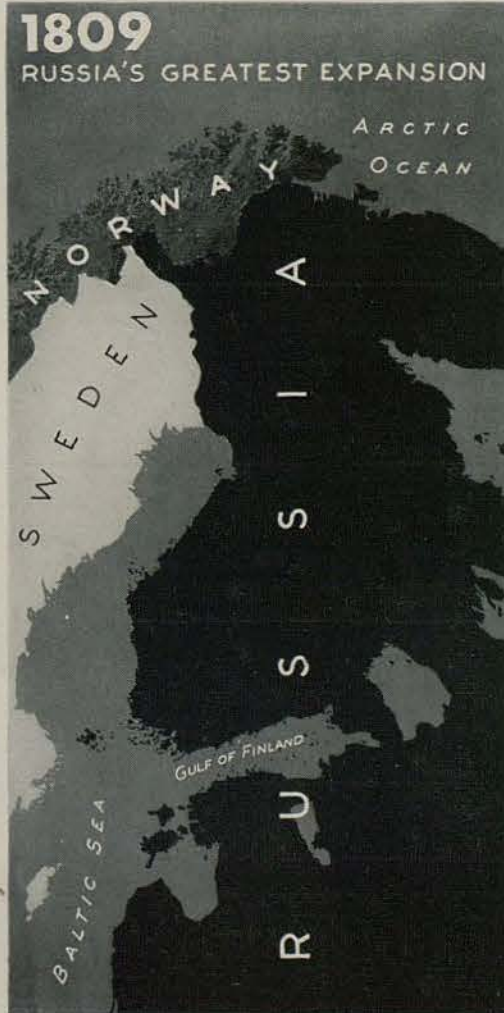 1809
RUSSIA'S GREATEST EXPANSION
ARCTIC
OCEAN
NORWAY
SWEDEN
RUSSIA
GULF OF FINLAND
BALTIC SEA